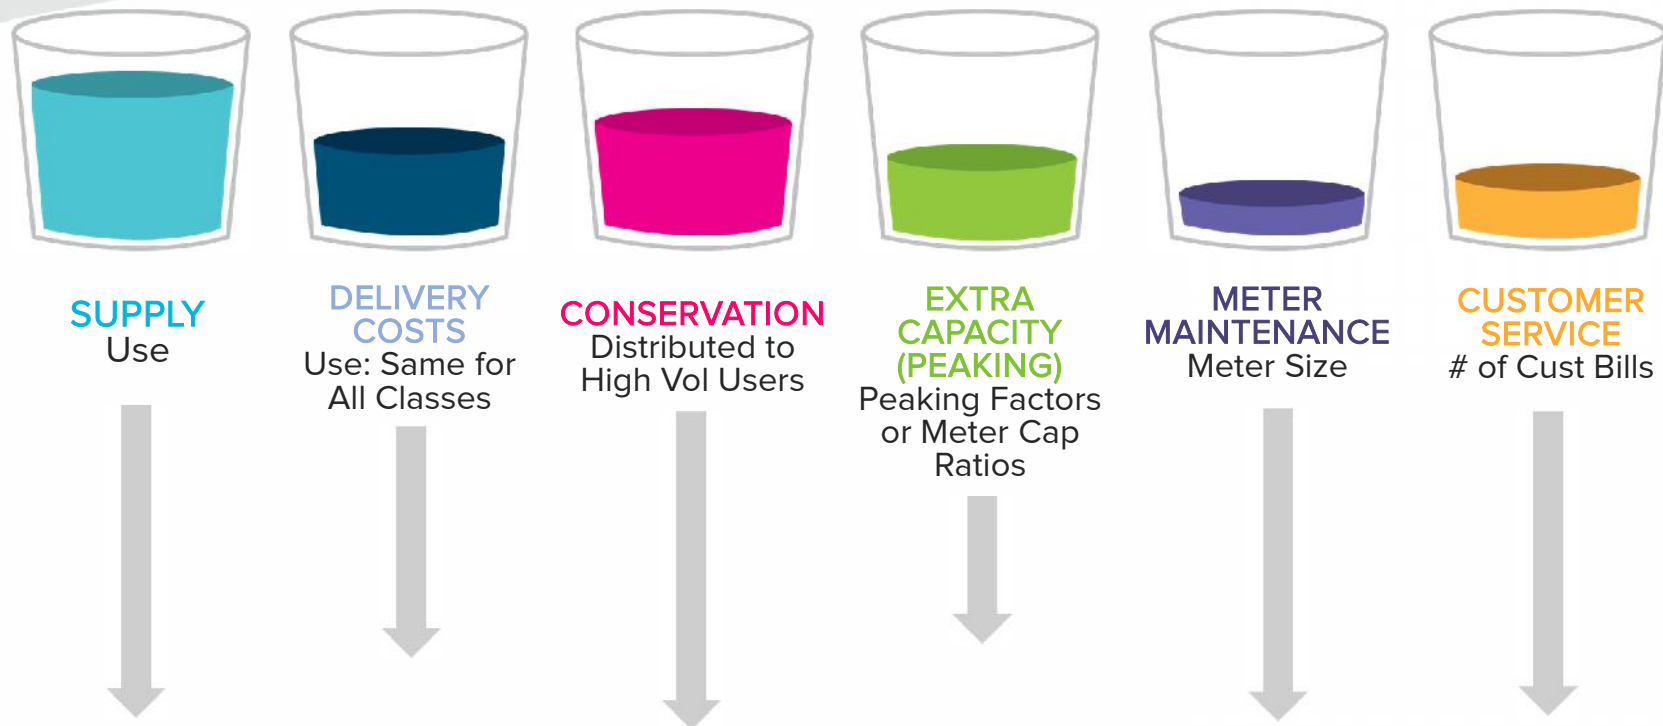 SUPPLY
Use
DELIVERY
COSTS
Use: Same for
All Classes
CONSERVATION
Distributed to
High Vol Users
EXTRA
CAPACITY
(PEAKING)
Peaking Factors
or Meter Cap
Ratios
METER
MAINTENANCE
Meter Size
CUSTOMER
SERVICE
# of Cust Bills